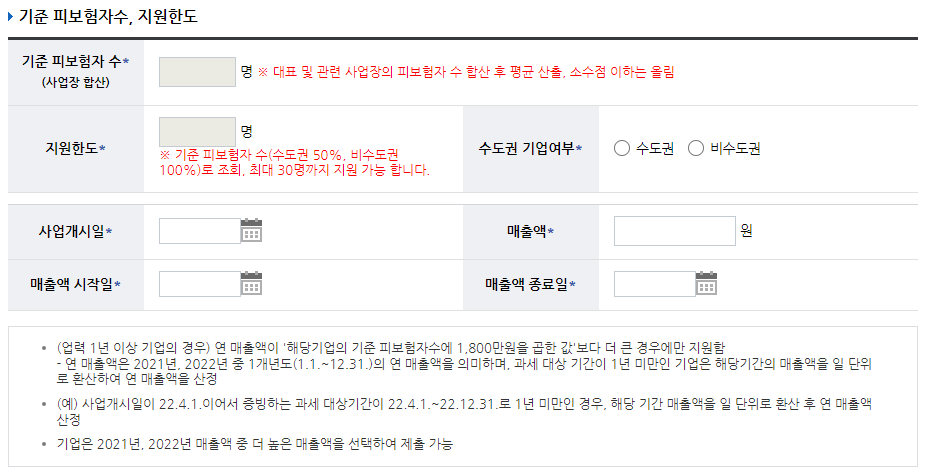 기준 피보험자수, 지원한도
기준 피보험자 수*
(사업장 합산)
명 ※ 대표 및 관련 사업장의 피보험자 수 합산 후 평균 산출, 소수점 이하는 올림
지원한도*
명
※ 기준 피보험자 수(수도권 50%, 비수도권
100%)로 조회, 최대 30명까지 지원 가능 합니다.
수도권 기업여부*
수도권 비수도권
사업개시일*
매출액*
원
매출액 시작일*
매출액 종료일*
• (업력 1년 이상 기업의 경우) 연 매출액이 '해당기업의 기준 피보험자수에 1,800만원을 곱한 값'보다 더 큰 경우에만 지원함
- 연 매출액은 2021년, 2022년 중 1개년도(1.1.~12.31.)의 연 매출액을 의미하며, 과세 대상 기간이 1년 미만인 기업은 해당기간의 매출액을 일 단위
로 환산하여 연 매출액을 산정
• (예) 사업개시일이 22.4.1.이어서 증빙하는 과세 대상기간이 22.4.1.~22.12.31.로 1년 미만인 경우, 해당 기간 매출액을 일 단위로 환산 후 연 매출액
산정
• 기업은 2021년, 2022년 매출액 중 더 높은 매출액을 선택하여 제출 가능